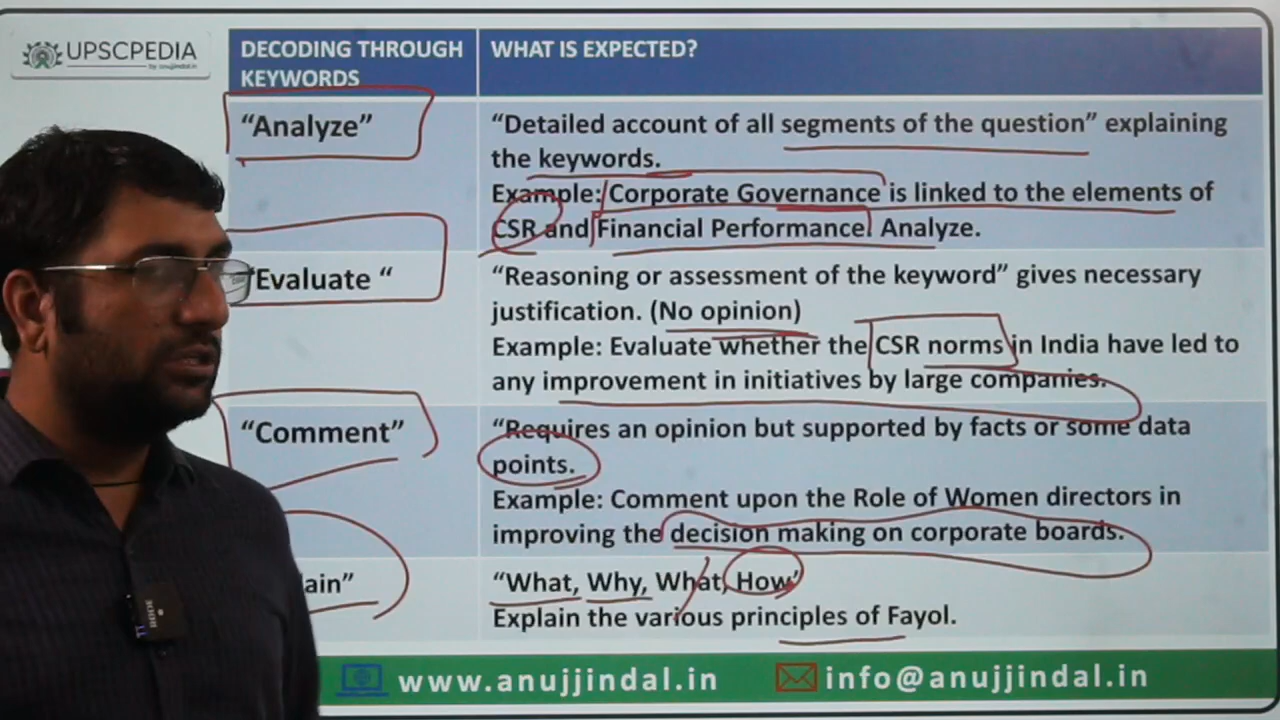 UPSCPEDIA
by anujjindal.in
DECODING THROUGH
KEYWORDS
WHAT IS EXPECTED?
“Analyze”
“Detailed account of all segments of the question” explaining
the keywords.
Example: Corporate Governance is linked to the elements of
CSR and Financial Performance Analyze.
“Evaluate “
“Reasoning or assessment of the keyword” gives necessary
justification. (No opinion)
Example: Evaluate whether the CSR norms in India have led to
any improvement in initiatives by large companies.
“Comment”
“Requires an opinion but supported by facts or some data
points.
Example: Comment upon the Role of Women directors in
improving the decision making on corporate boards.
ain”
“What, Why, What, How”
Explain the various principles of Fayol.
www.anujjindal.in
info@anujjindal.in